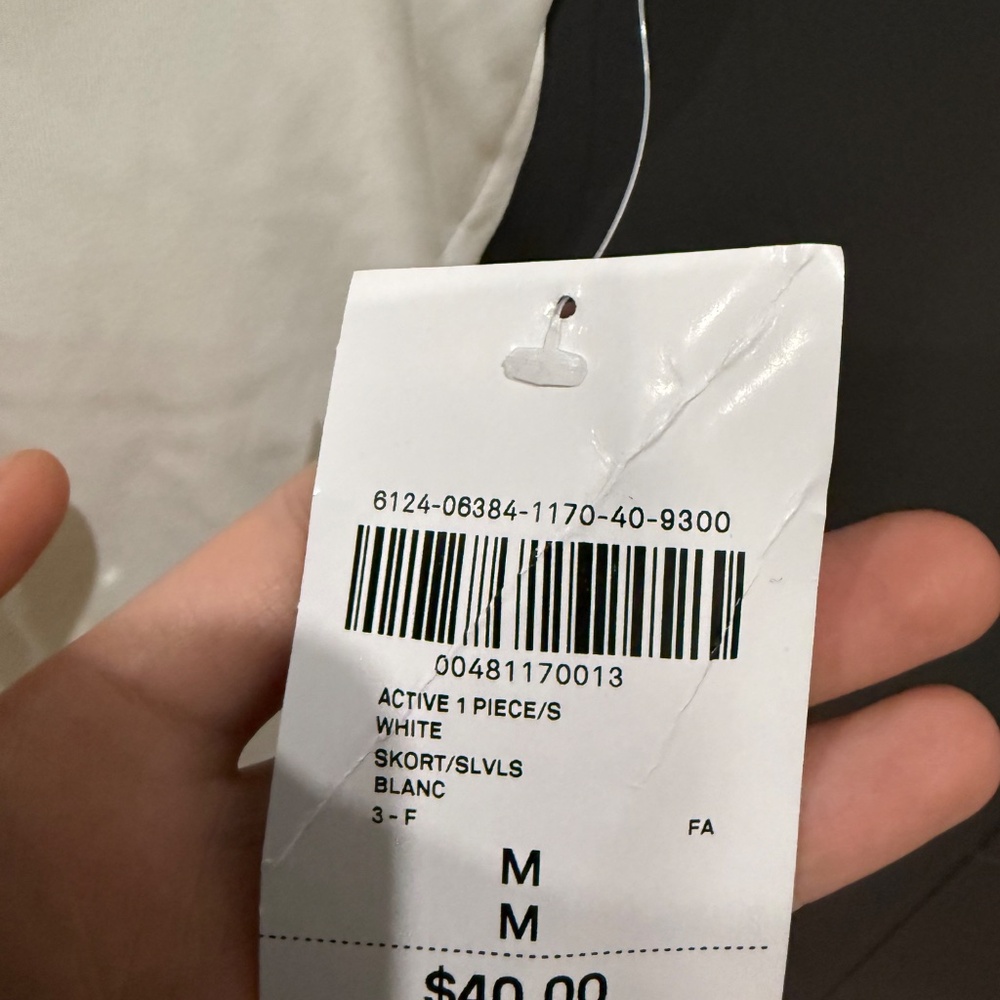 6124-06384-1170-40-9300
00481170013
ACTIVE 1 PIECE/S
WHITE
SKORT/SLVLS
BLANC
3 - F FA
M
M
$40.00